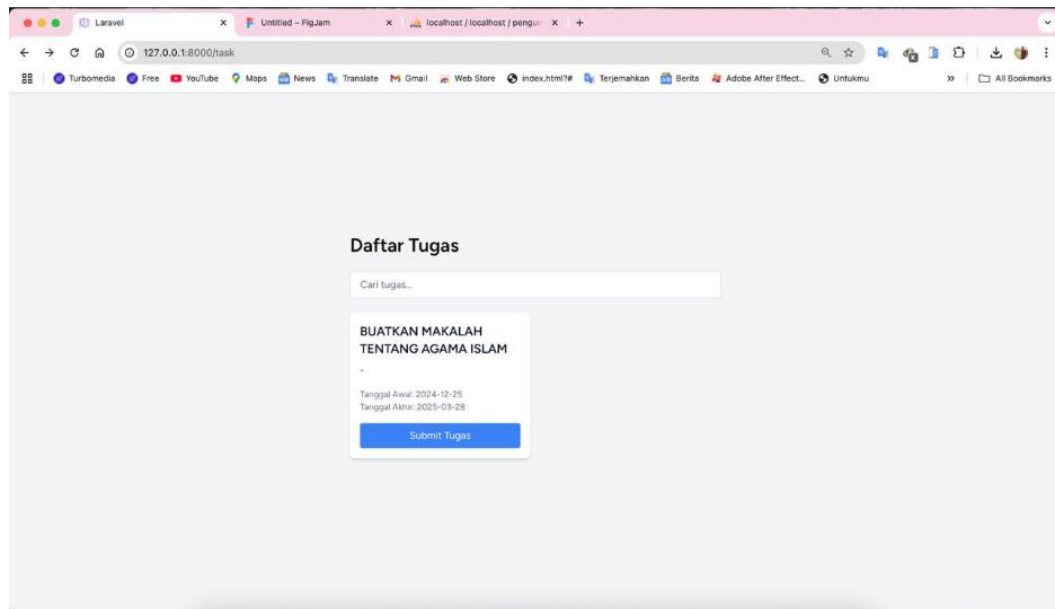 Laravel
Untitled – FigJam
localhost / localhost / pengu
127.0.0.1:8000/task
Turbomedia Free YouTube Maps News Translate Gmail Web Store index.html?# Terjemahkan Berita Adobe After Effect... Untukmu » All Bookmarks
Daftar Tugas
Cari tugas...
BUATKAN MAKALAH
TENTANG AGAMA ISLAM
-
Tanggal Awal: 2024-12-25
Tanggal Akhir: 2025-03-28
Submit Tugas